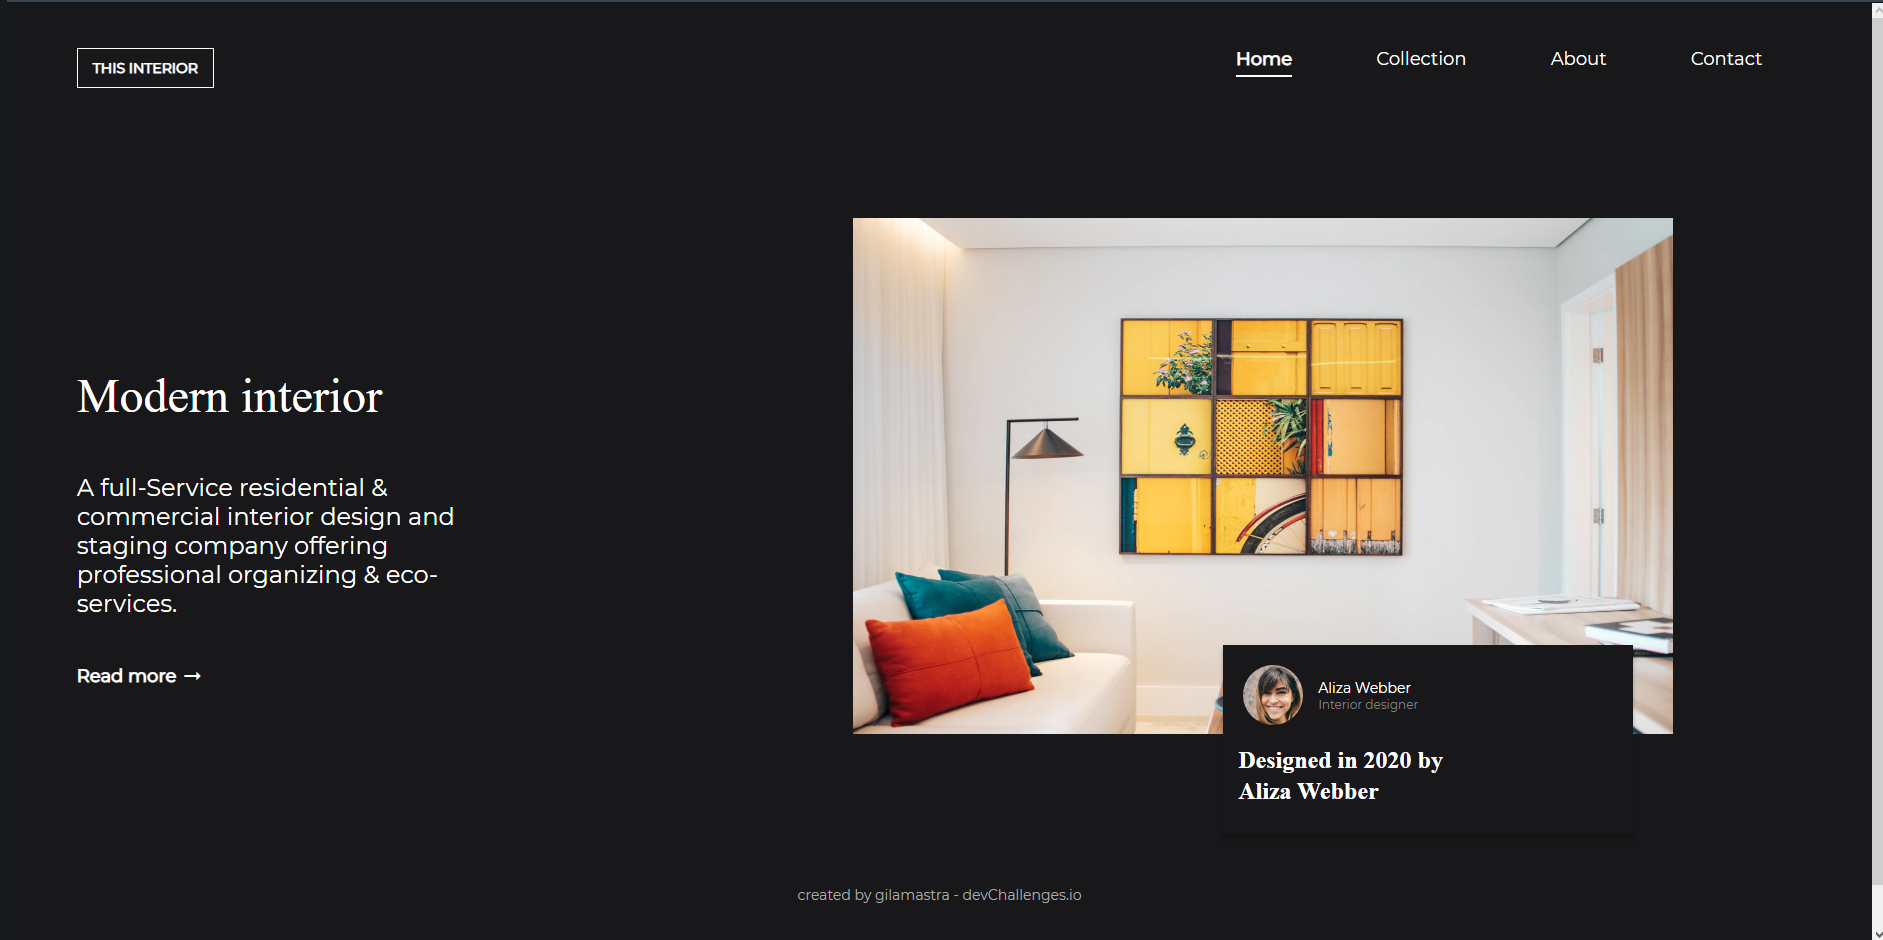 THIS INTERIOR
Home
Collection
About
Contact
Modern interior
A full-Service residential &
commercial interior design and
staging company offering
professional organizing & eco-
services.
Read more →
Aliza Webber
Interior designer
Designed in 2020 by
Aliza Webber
created by gilamastra - devChallenges.io